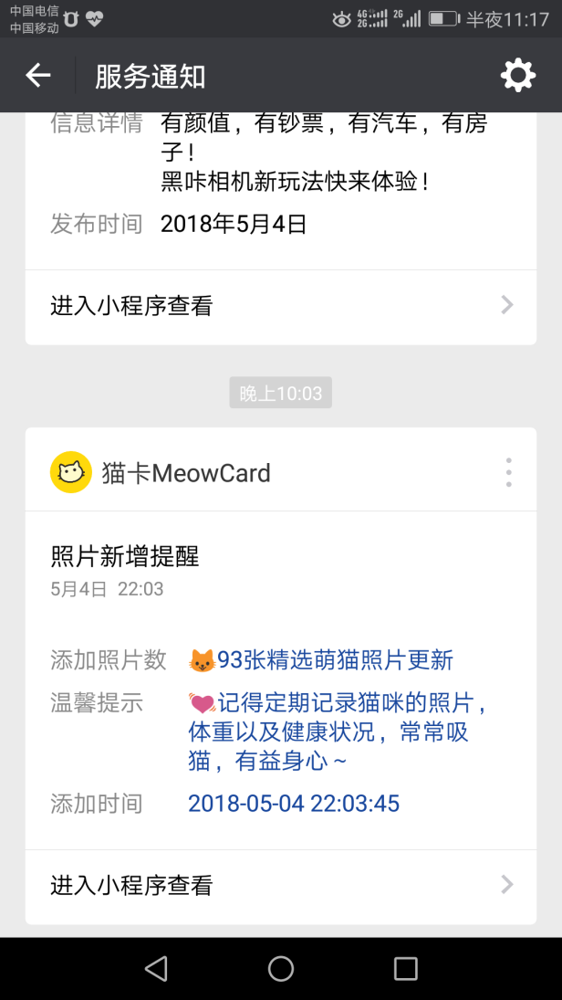 中国电信
中国移动
4G 2G 2G 半夜11:17
服务通知
信息详情 有颜值，有钞票，有汽车，有房
子！
黑咔相机新玩法快来体验！
发布时间 2018年5月4日
进入小程序查看
晚上10:03
猫卡MeowCard
照片新增提醒
5月4日 22:03
添加照片数 🐱93张精选萌猫照片更新
温馨提示 💓记得定期记录猫咪的照片，
体重以及健康状况，常常吸
猫，有益身心~
添加时间 2018-05-04 22:03:45
进入小程序查看